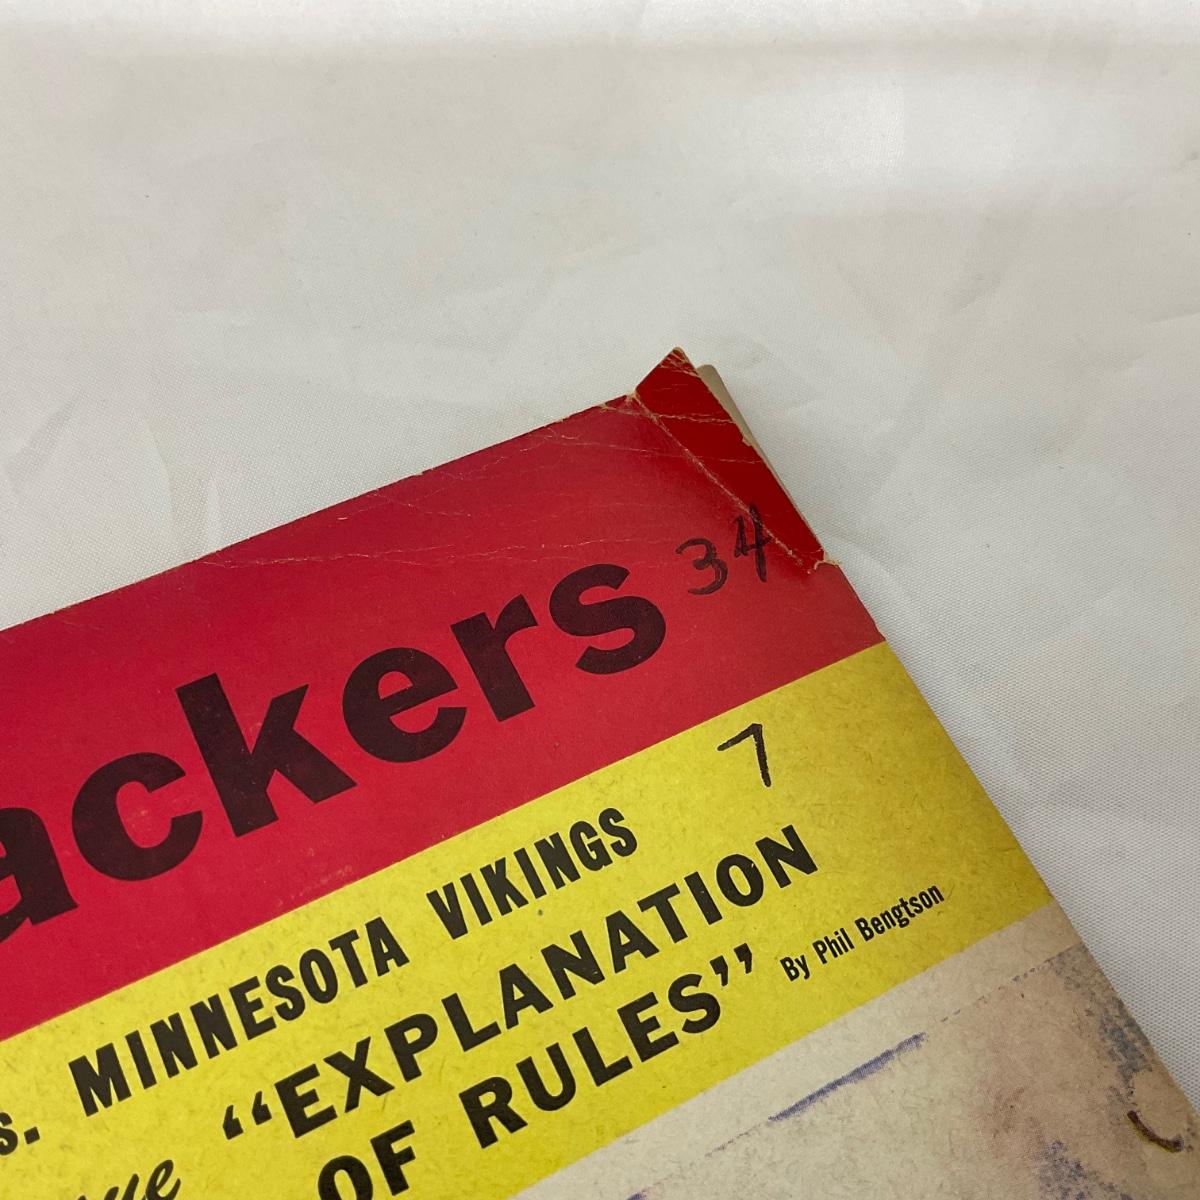 ackers 34
7
s. MINNESOTA VIKINGS
"EXPLANATION
OF RULES"
By Phil Bengtson